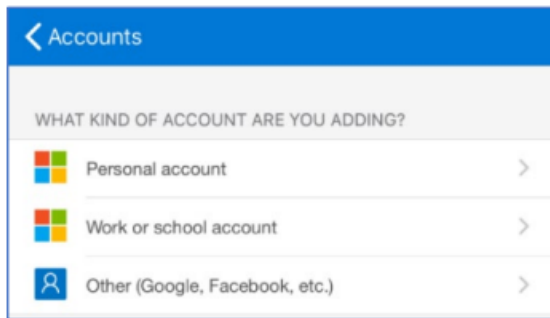 Accounts
WHAT KIND OF ACCOUNT ARE YOU ADDING?
Personal account
Work or school account
Other (Google, Facebook, etc.)